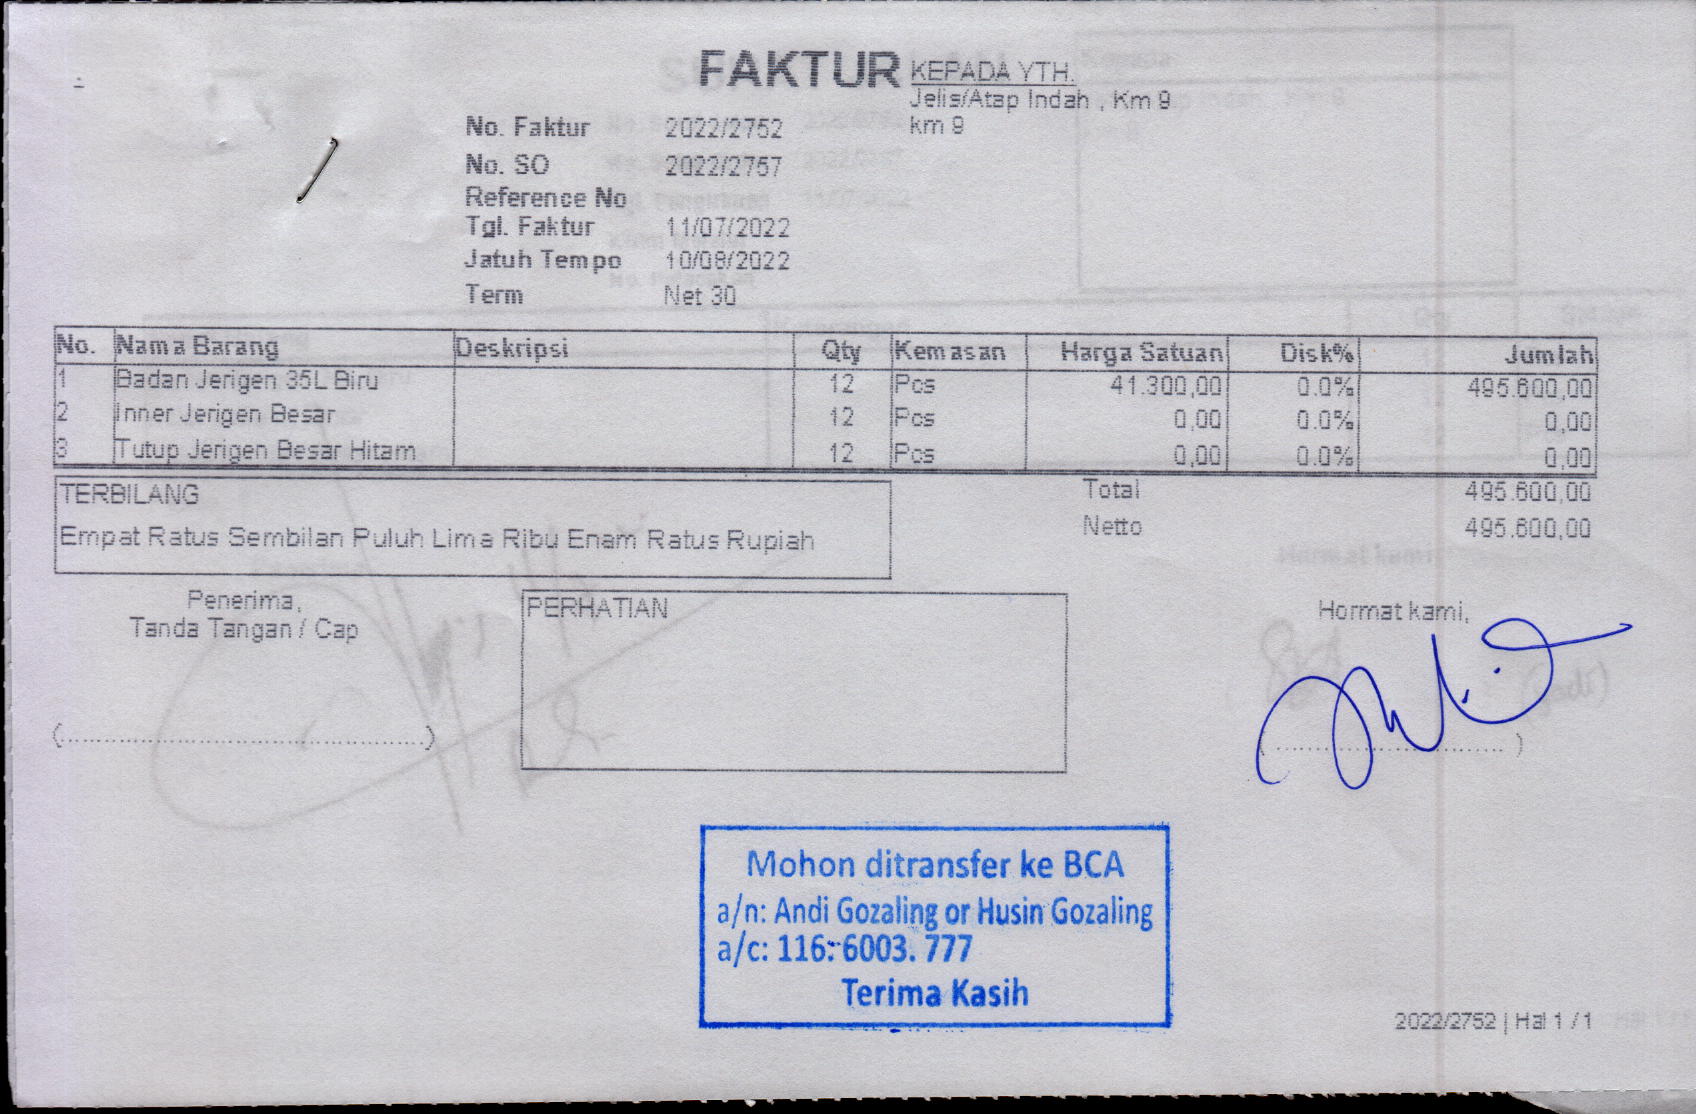 FAKTUR
KEPADA YTH.
Jelis/Atap Indah , Km 9
km 9
No. Faktur 2022/2752
No. SO 2022/2757
Reference No
Tgl. Faktur 11/07/2022
Jatuh Tempo 10/08/2022
Term Net 30
No. Nama Barang Deskripsi Qty Kemasan Harga Satuan Disk% Jumlah
1 Badan Jerigen 35L Biru 12 Pcs 41.300,00 0.0% 495.600,00
2 Inner Jerigen Besar 12 Pcs 0,00 0.0% 0,00
3 Tutup Jerigen Besar Hitam 12 Pcs 0,00 0.0% 0,00
TERBILANG
Empat Ratus Sembilan Puluh Lima Ribu Enam Ratus Rupiah
Total 495.600,00
Netto 495.600,00
Penerima,
Tanda Tangan / Cap
(..........................................)
PERHATIAN
Hormat kami,
( ............................... )
Mohon ditransfer ke BCA
a/n: Andi Gozaling or Husin Gozaling
a/c: 116. 6003. 777
Terima Kasih
2022/2752 | Hal 1 / 1